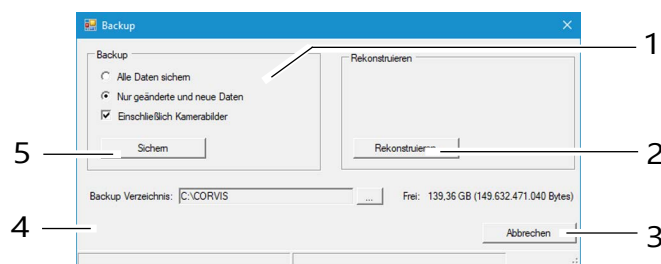 Backup
Backup
Alle Daten sichern
Nur geänderte und neue Daten
Einschließlich Kamerabilder
Sichern
Rekonstruieren
Rekonstruieren
Backup Verzeichnis: C:\CORVIS ... Frei: 139,36 GB (149.632.471.040 Bytes)
Abbrechen
1
2
3
4
5